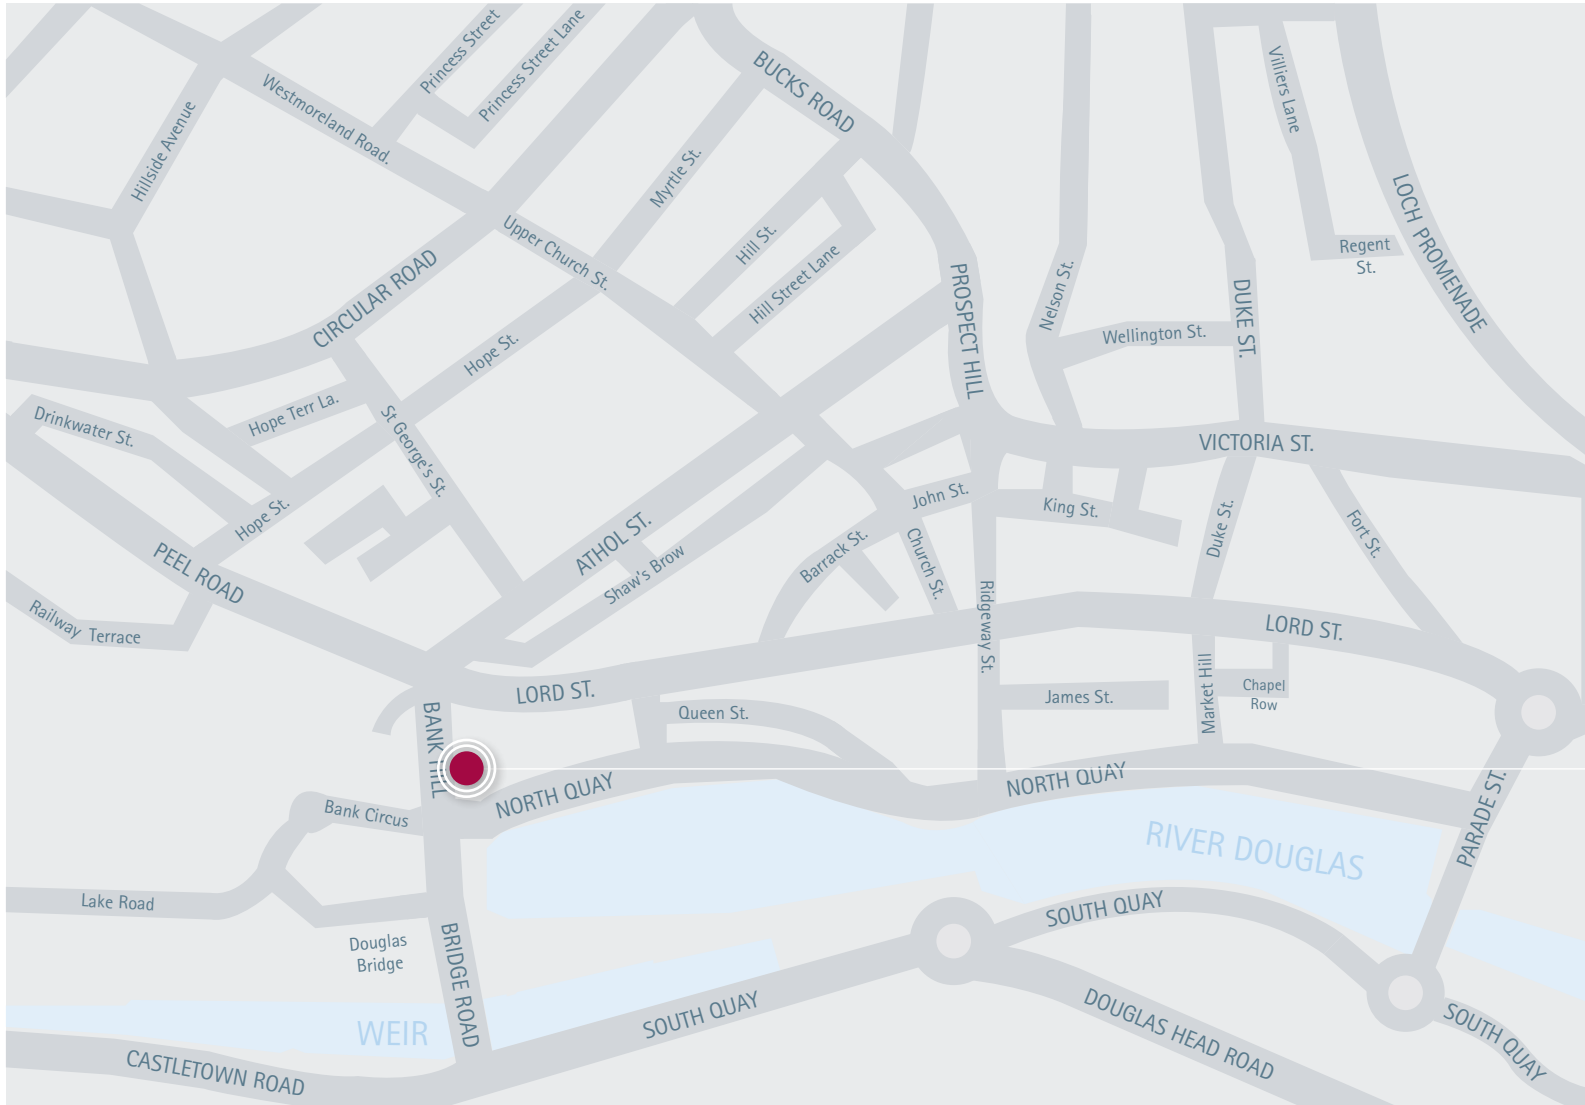 Princess Street
Princess Street Lane
BUCKS ROAD
Villiers Lane
Westmoreland Road.
Hillside Avenue
Myrtle St.
LOCH PROMENADE
Upper Church St.
Hill St.
Hill Street Lane
Regent
St.
CIRCULAR ROAD
PROSPECT HILL
Nelson St.
DUKE ST.
Wellington St.
Hope St.
Hope Terr La.
Drinkwater St.
St George's St.
VICTORIA ST.
John St.
King St.
Hope St.
Duke St.
Fort St.
ATHOL ST.
Shaw's Brow
Barrack St.
Church St.
PEEL ROAD
Railway Terrace
Ridgeway St.
LORD ST.
LORD ST.
Market Hill
Chapel
Row
James St.
Queen St.
BANK HILL
NORTH QUAY
NORTH QUAY
Bank Circus
PARADE ST.
RIVER DOUGLAS
Lake Road
SOUTH QUAY
Douglas
Bridge
BRIDGE ROAD
WEIR
SOUTH QUAY
DOUGLAS HEAD ROAD
SOUTH QUAY
CASTLETOWN ROAD